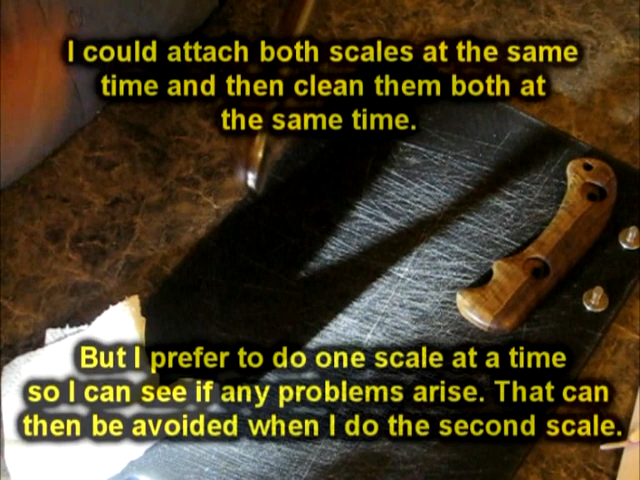 I could attach both scales at the same
time and then clean them both at
the same time.
But I prefer to do one scale at a time
so I can see if any problems arise. That can
then be avoided when I do the second scale.